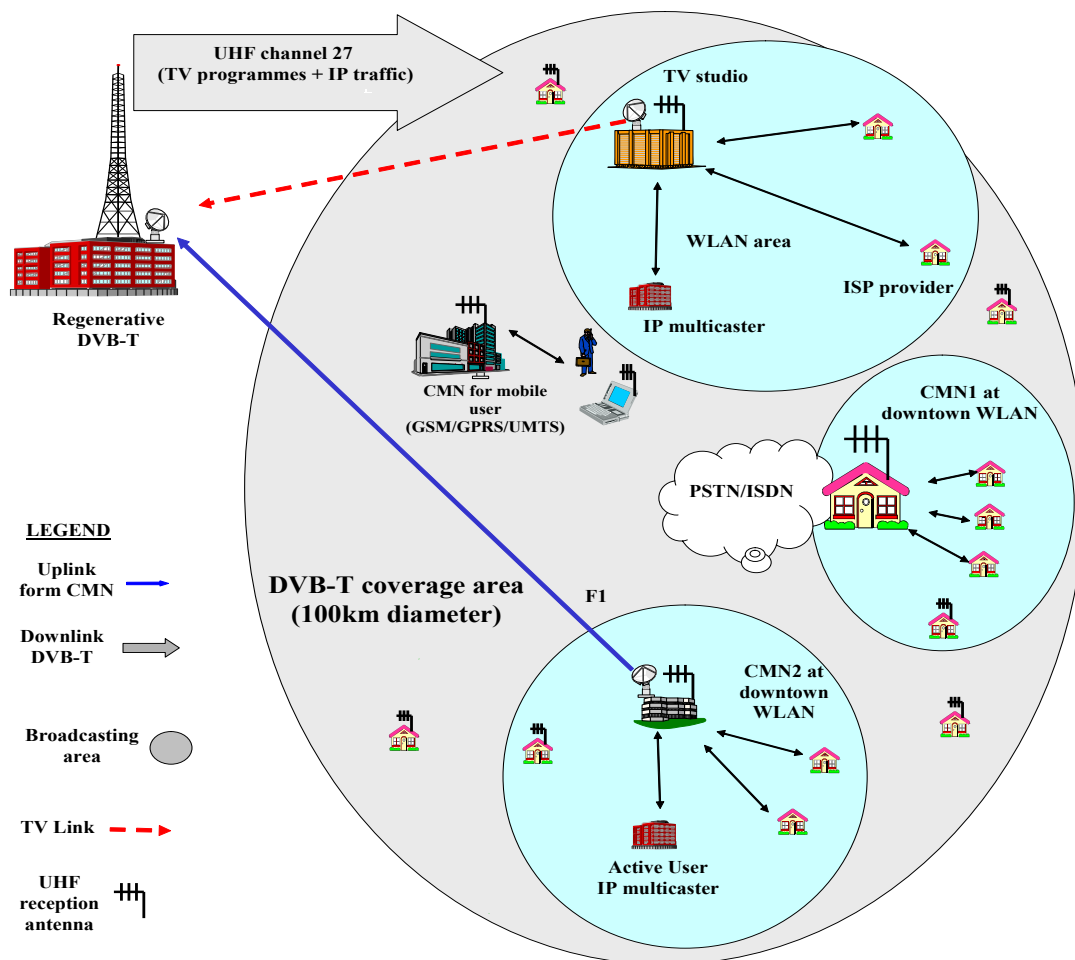 UHF channel 27
(TV programmes + IP traffic)
TV studio
WLAN area
ISP provider
IP multicaster
Regenerative
DVB-T
CMN for mobile
user
(GSM/GPRS/UMTS)
CMN1 at
downtown WLAN
PSTN/ISDN
LEGEND
Uplink
form CMN
Downlink
DVB-T
Broadcasting
area
TV Link
UHF
reception
antenna
DVB-T coverage area
(100km diameter)
F1
CMN2 at
downtown
WLAN
Active User
IP multicaster